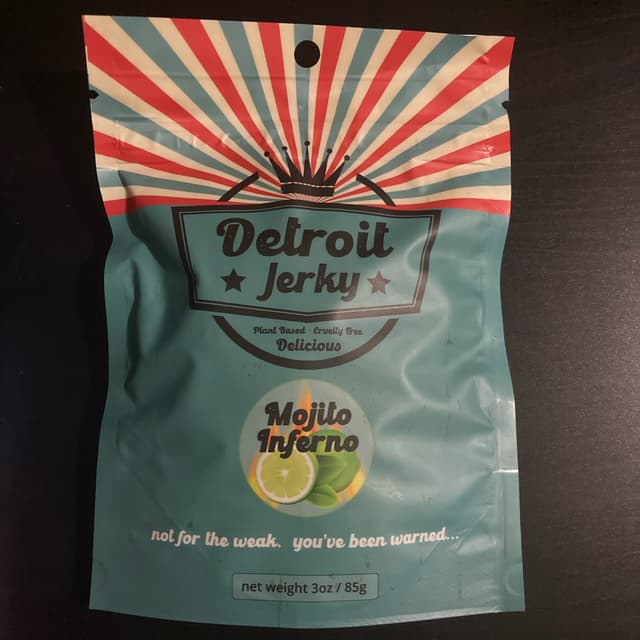 Detroit
Jerky
Plant Based - Cruelty Free
Delicious
Mojito
Inferno
not for the weak. you've been warned...
net weight 3oz / 85g